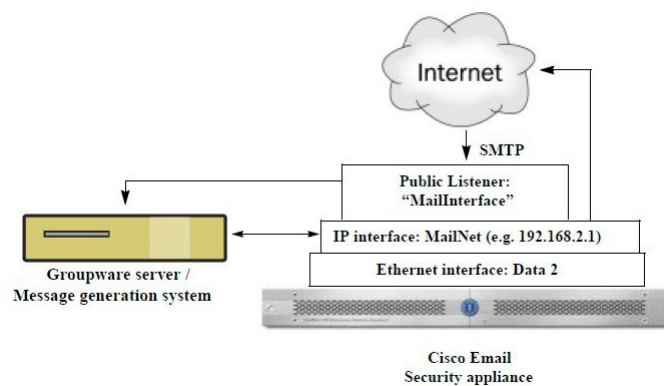 Internet
SMTP
Public Listener:
“MailInterface”
IP interface: MailNet (e.g. 192.168.2.1)
Ethernet interface: Data 2
Groupware server /
Message generation system
Cisco Email
Security appliance